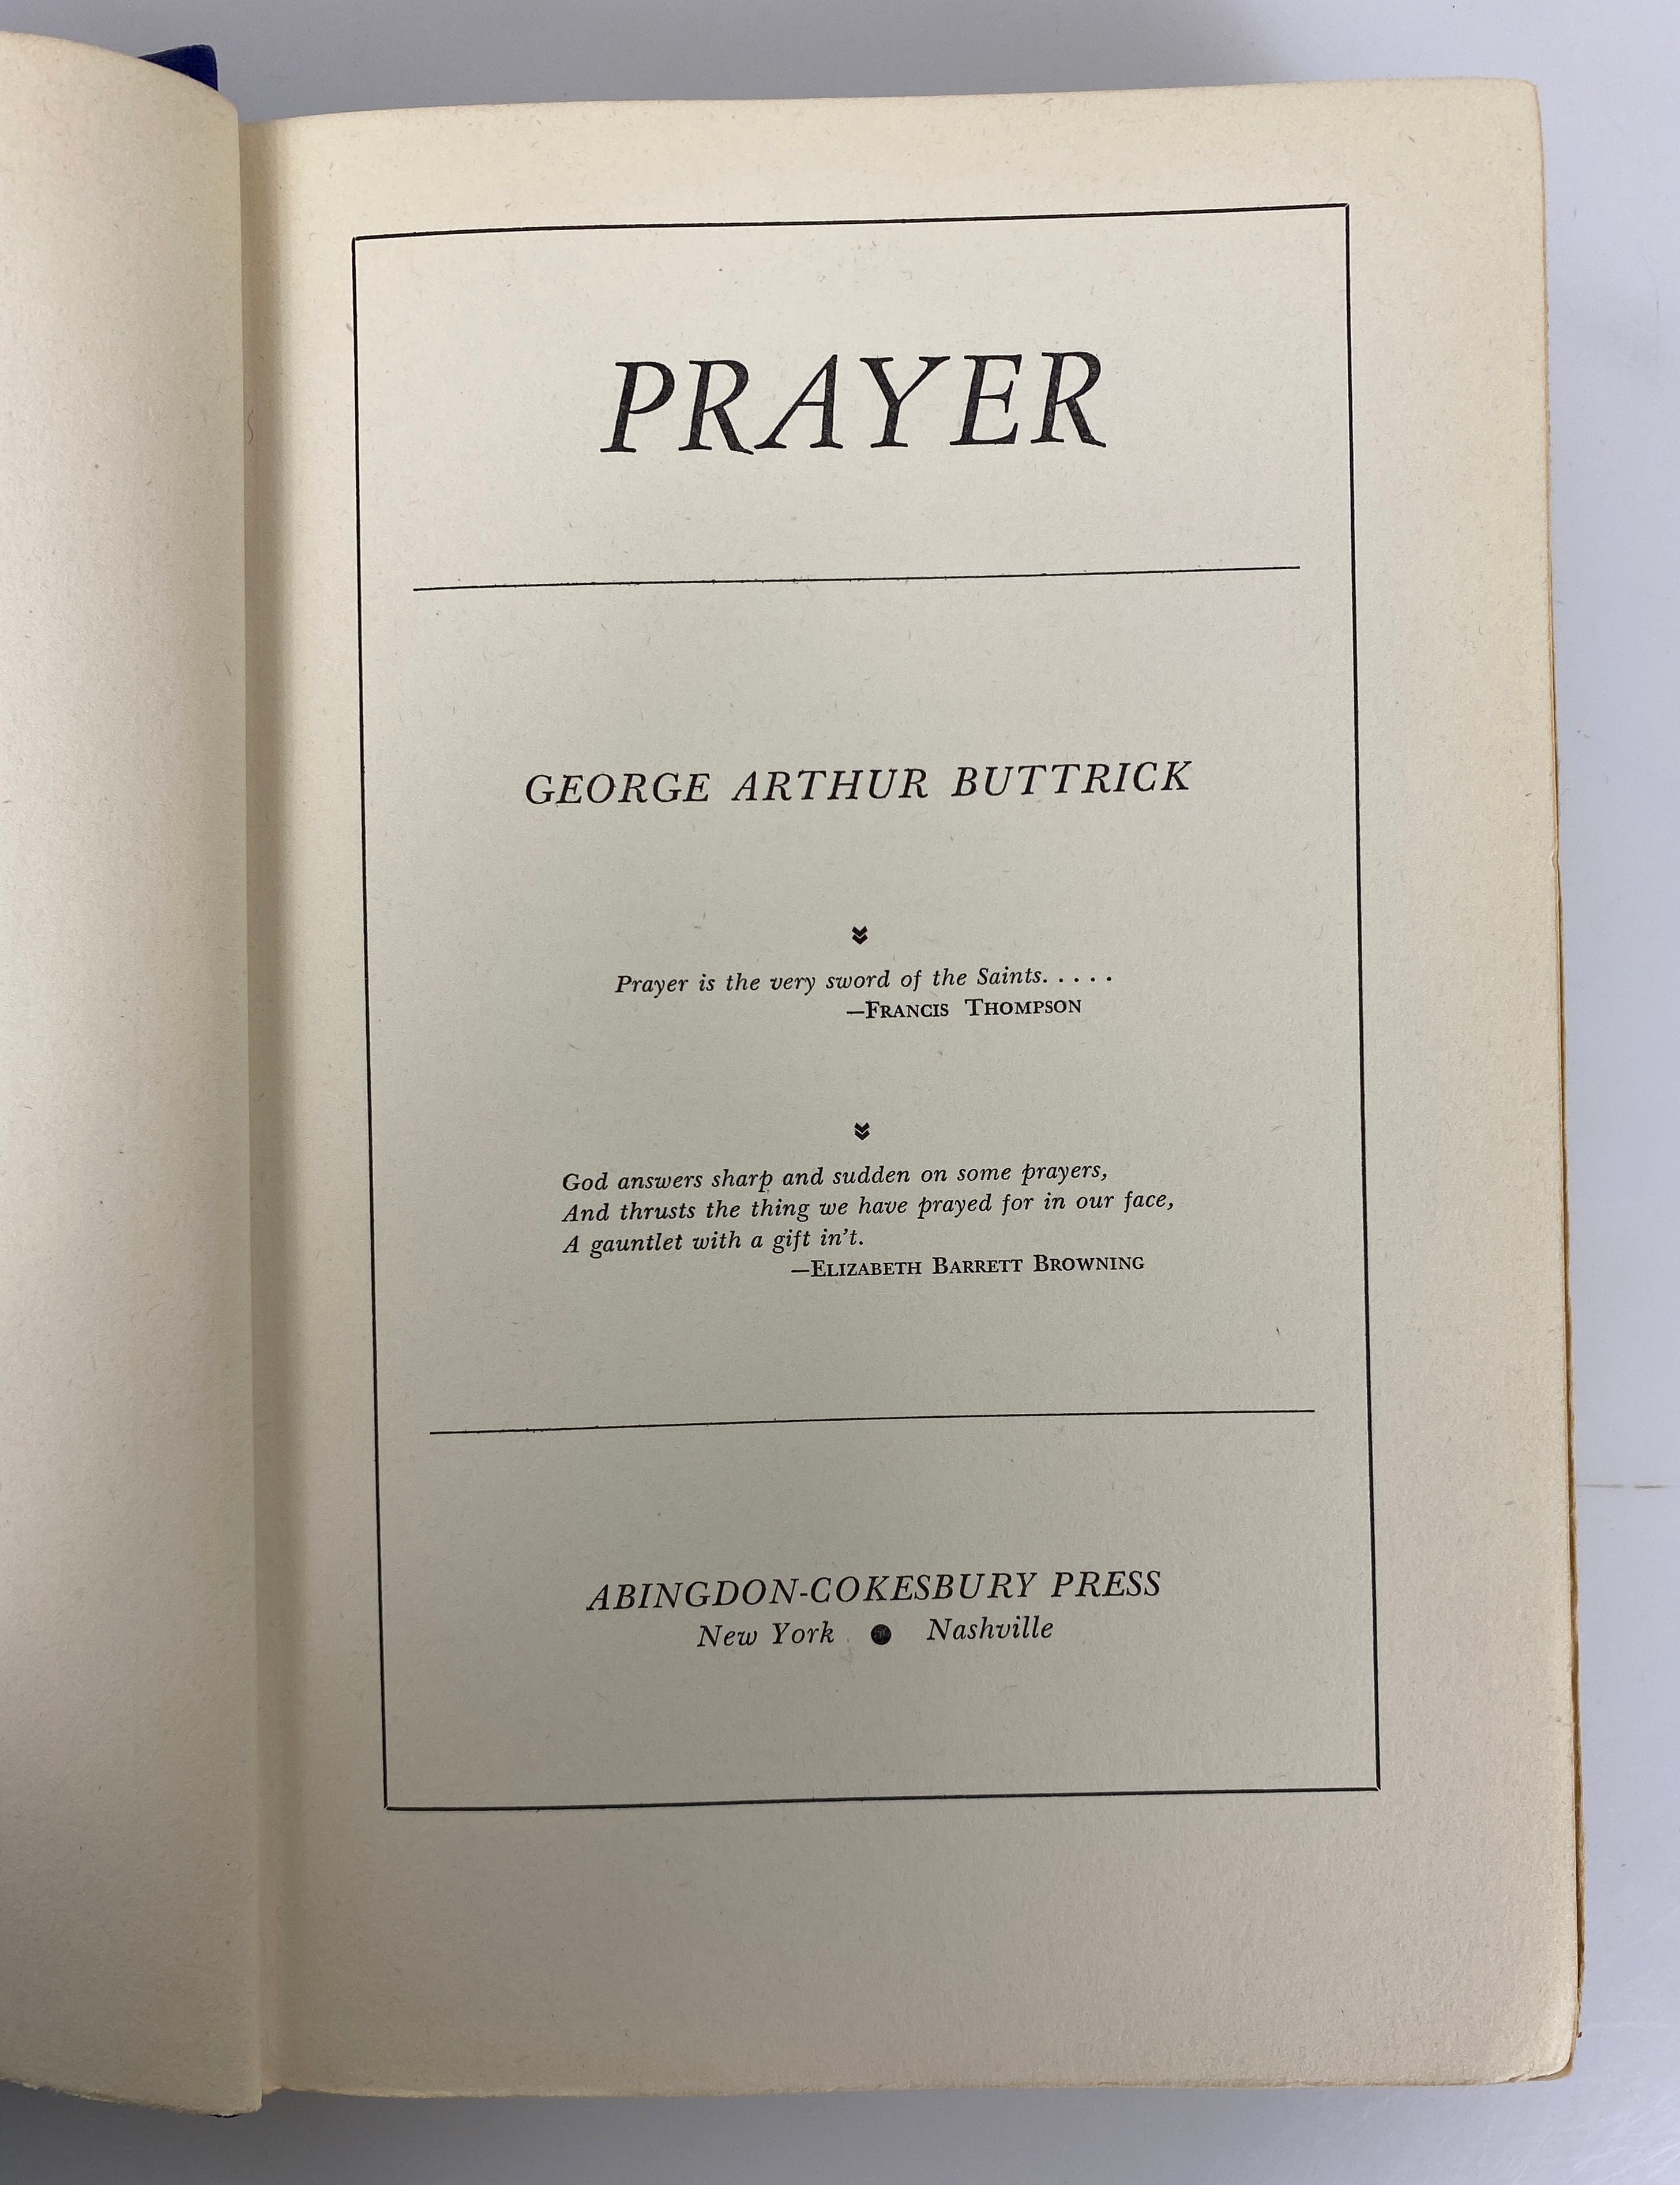 PRAYER
GEORGE ARTHUR BUTTRICK
Prayer is the very sword of the Saints. . . . .
—FRANCIS THOMPSON
God answers sharp and sudden on some prayers,
And thrusts the thing we have prayed for in our face,
A gauntlet with a gift in't.
—ELIZABETH BARRETT BROWNING
ABINGDON-COKESBURY PRESS
New York ● Nashville